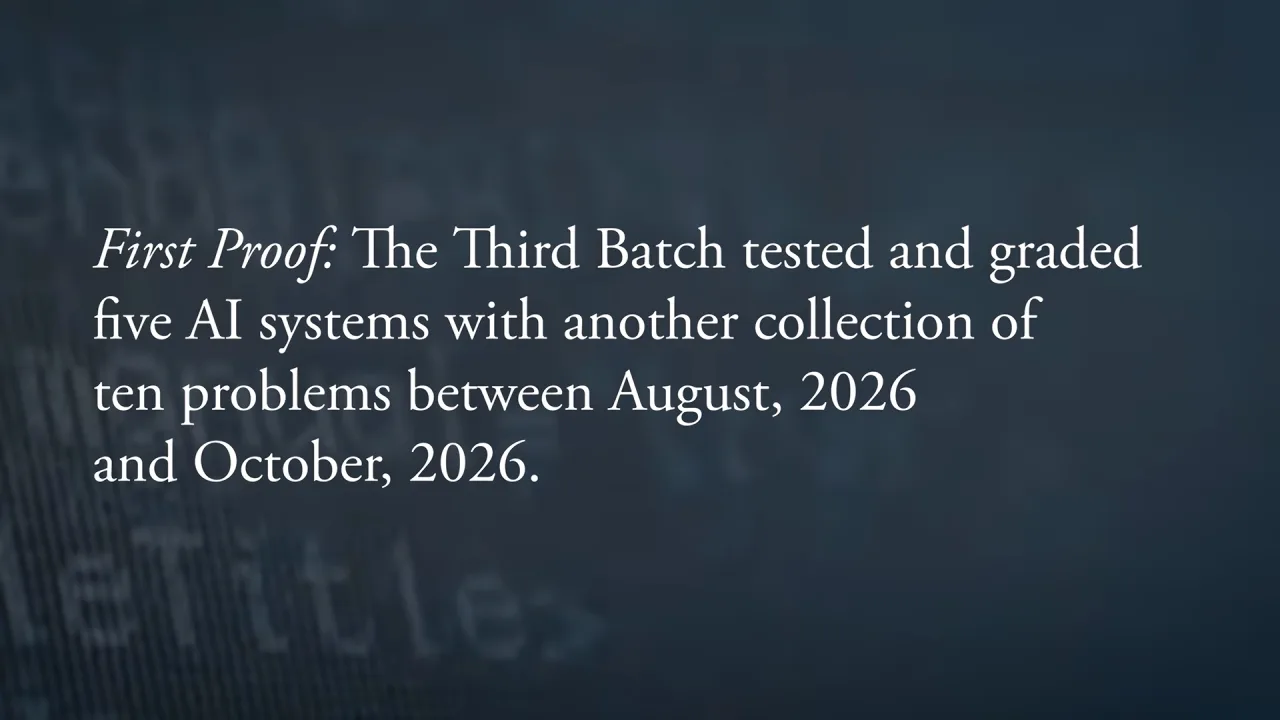 First Proof: The Third Batch tested and graded
five AI systems with another collection of
ten problems between August, 2026
and October, 2026.
leTitle>